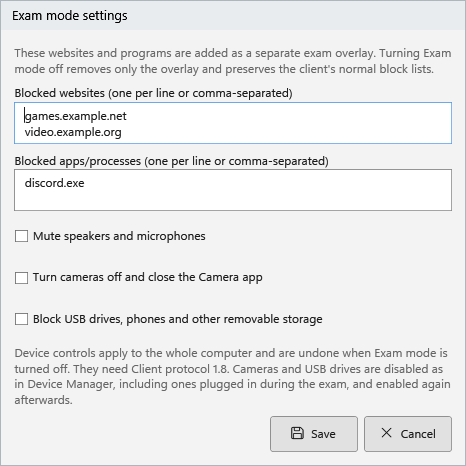 Exam mode settings
These websites and programs are added as a separate exam overlay. Turning Exam
mode off removes only the overlay and preserves the client's normal block lists.
Blocked websites (one per line or comma-separated)
games.example.net
video.example.org
Blocked apps/processes (one per line or comma-separated)
discord.exe
Mute speakers and microphones
Turn cameras off and close the Camera app
Block USB drives, phones and other removable storage
Device controls apply to the whole computer and are undone when Exam mode is
turned off. They need Client protocol 1.8. Cameras and USB drives are disabled as
in Device Manager, including ones plugged in during the exam, and enabled again
afterwards.
Save
Cancel